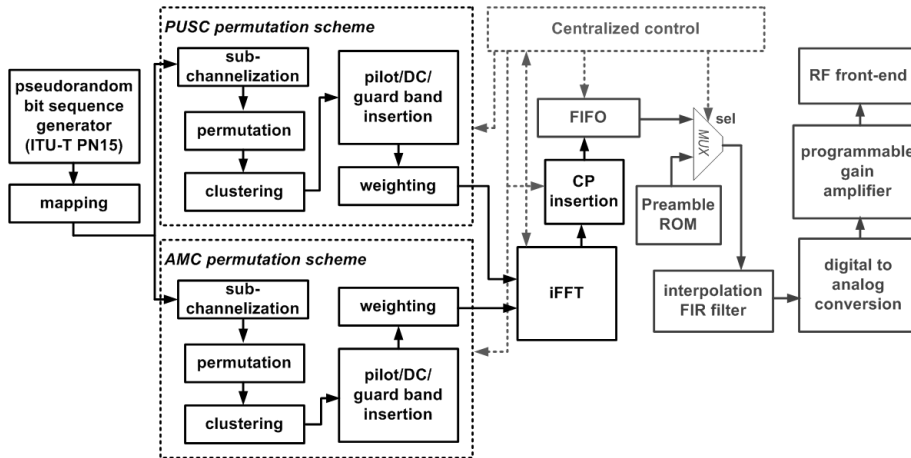 pseudorandom
bit sequence
generator
(ITU-T PN15)
mapping
PUSC permutation scheme
sub-
channelization
permutation
clustering
pilot/DC/
guard band
insertion
weighting
AMC permutation scheme
sub-
channelization
permutation
clustering
pilot/DC/
guard band
insertion
weighting
Centralized control
FIFO
CP
insertion
iFFT
sel
MUX
Preamble
ROM
interpolation
FIR filter
RF front-end
programmable
gain
amplifier
digital to
analog
conversion